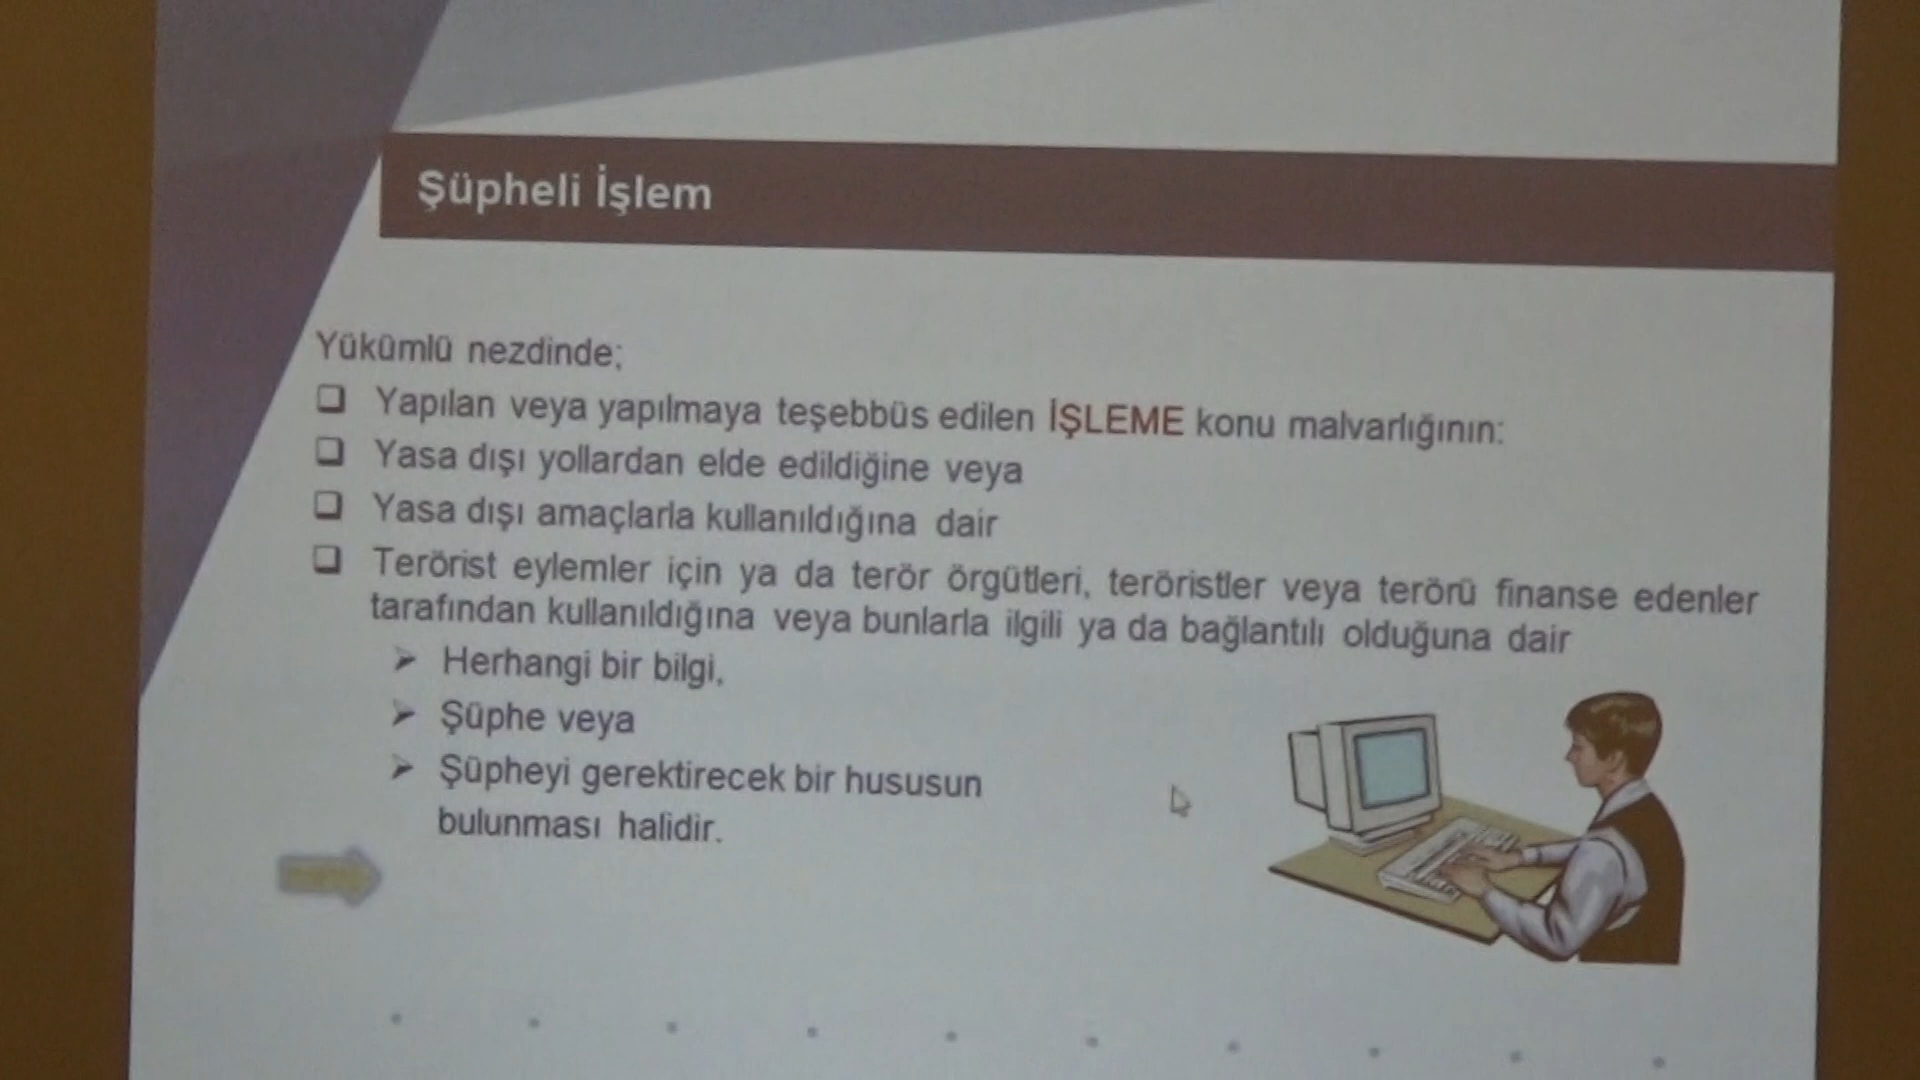 Şüpheli İşlem
Yükümlü nezdinde;
❑ Yapılan veya yapılmaya teşebbüs edilen İŞLEME konu malvarlığının:
❑ Yasa dışı yollardan elde edildiğine veya
❑ Yasa dışı amaçlarla kullanıldığına dair
❑ Terörist eylemler için ya da terör örgütleri, teröristler veya terörü finanse edenler
tarafından kullanıldığına veya bunlarla ilgili ya da bağlantılı olduğuna dair
➤ Herhangi bir bilgi,
➤ Şüphe veya
➤ Şüpheyi gerektirecek bir hususun
bulunması halidir.